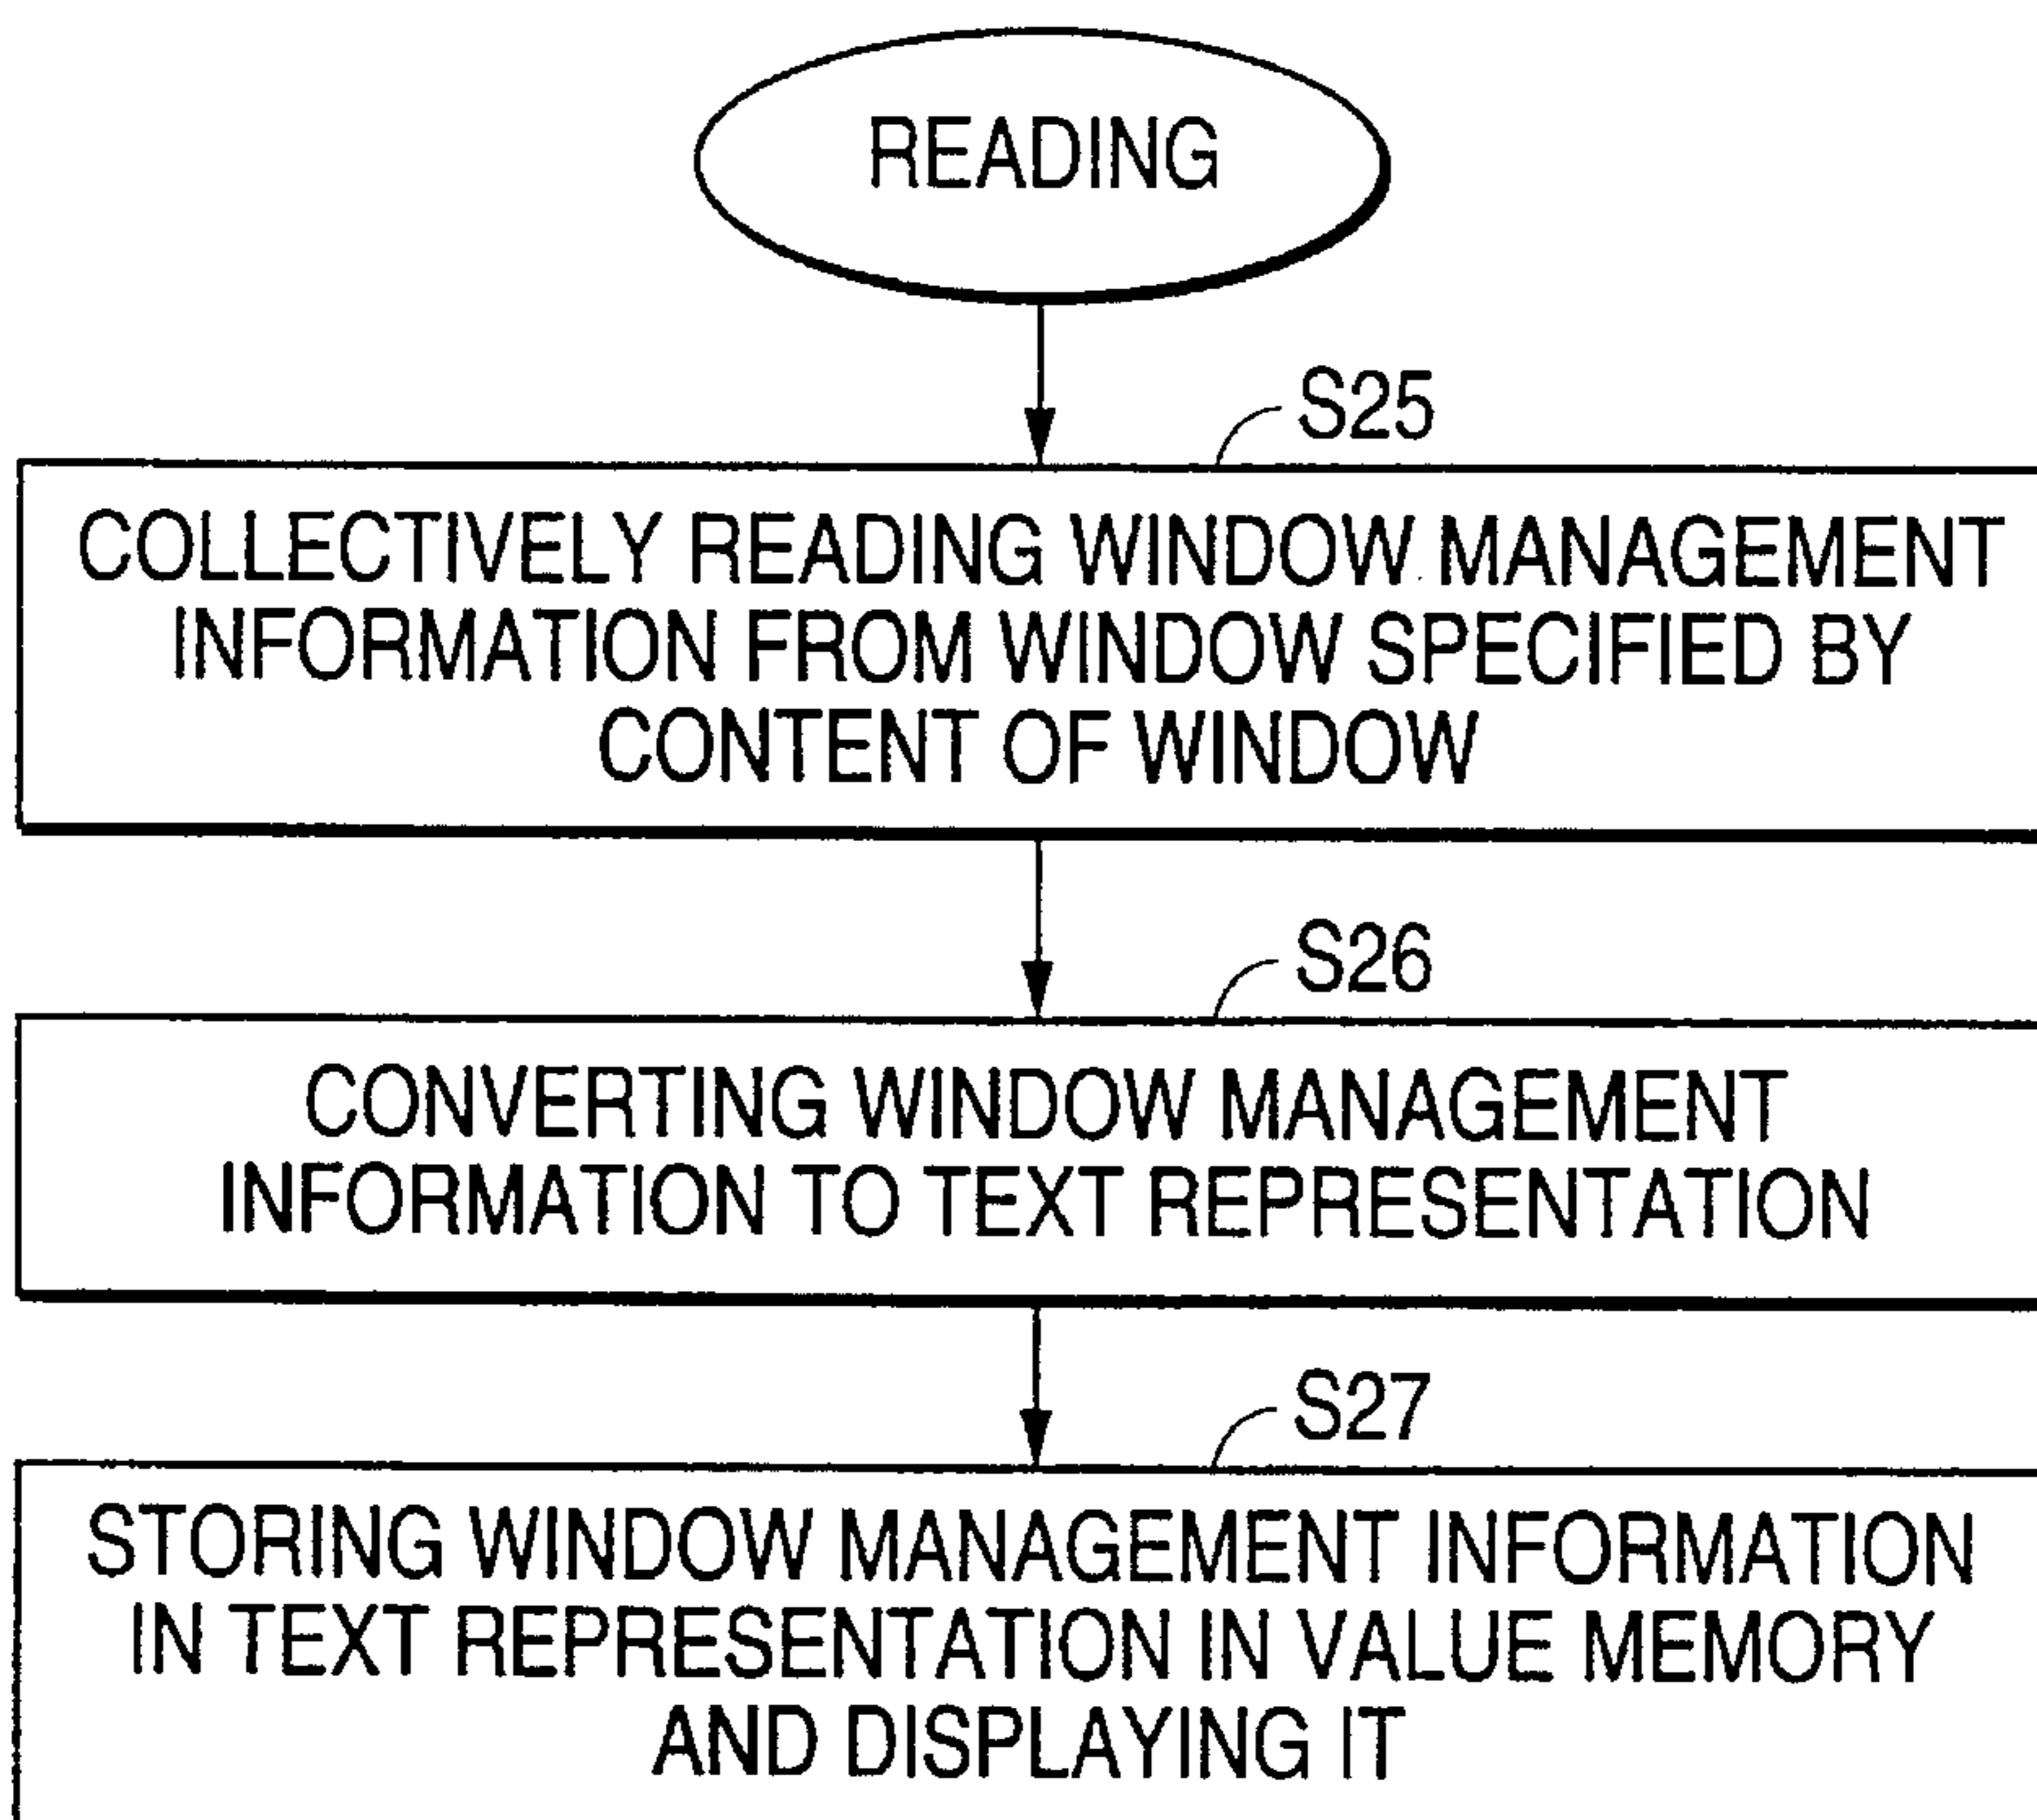 READING
S25
COLLECTIVELY READING WINDOW MANAGEMENT
INFORMATION FROM WINDOW SPECIFIED BY
CONTENT OF WINDOW
S26
CONVERTING WINDOW MANAGEMENT
INFORMATION TO TEXT REPRESENTATION
S27
STORING WINDOW MANAGEMENT INFORMATION
IN TEXT REPRESENTATION IN VALUE MEMORY
AND DISPLAYING IT